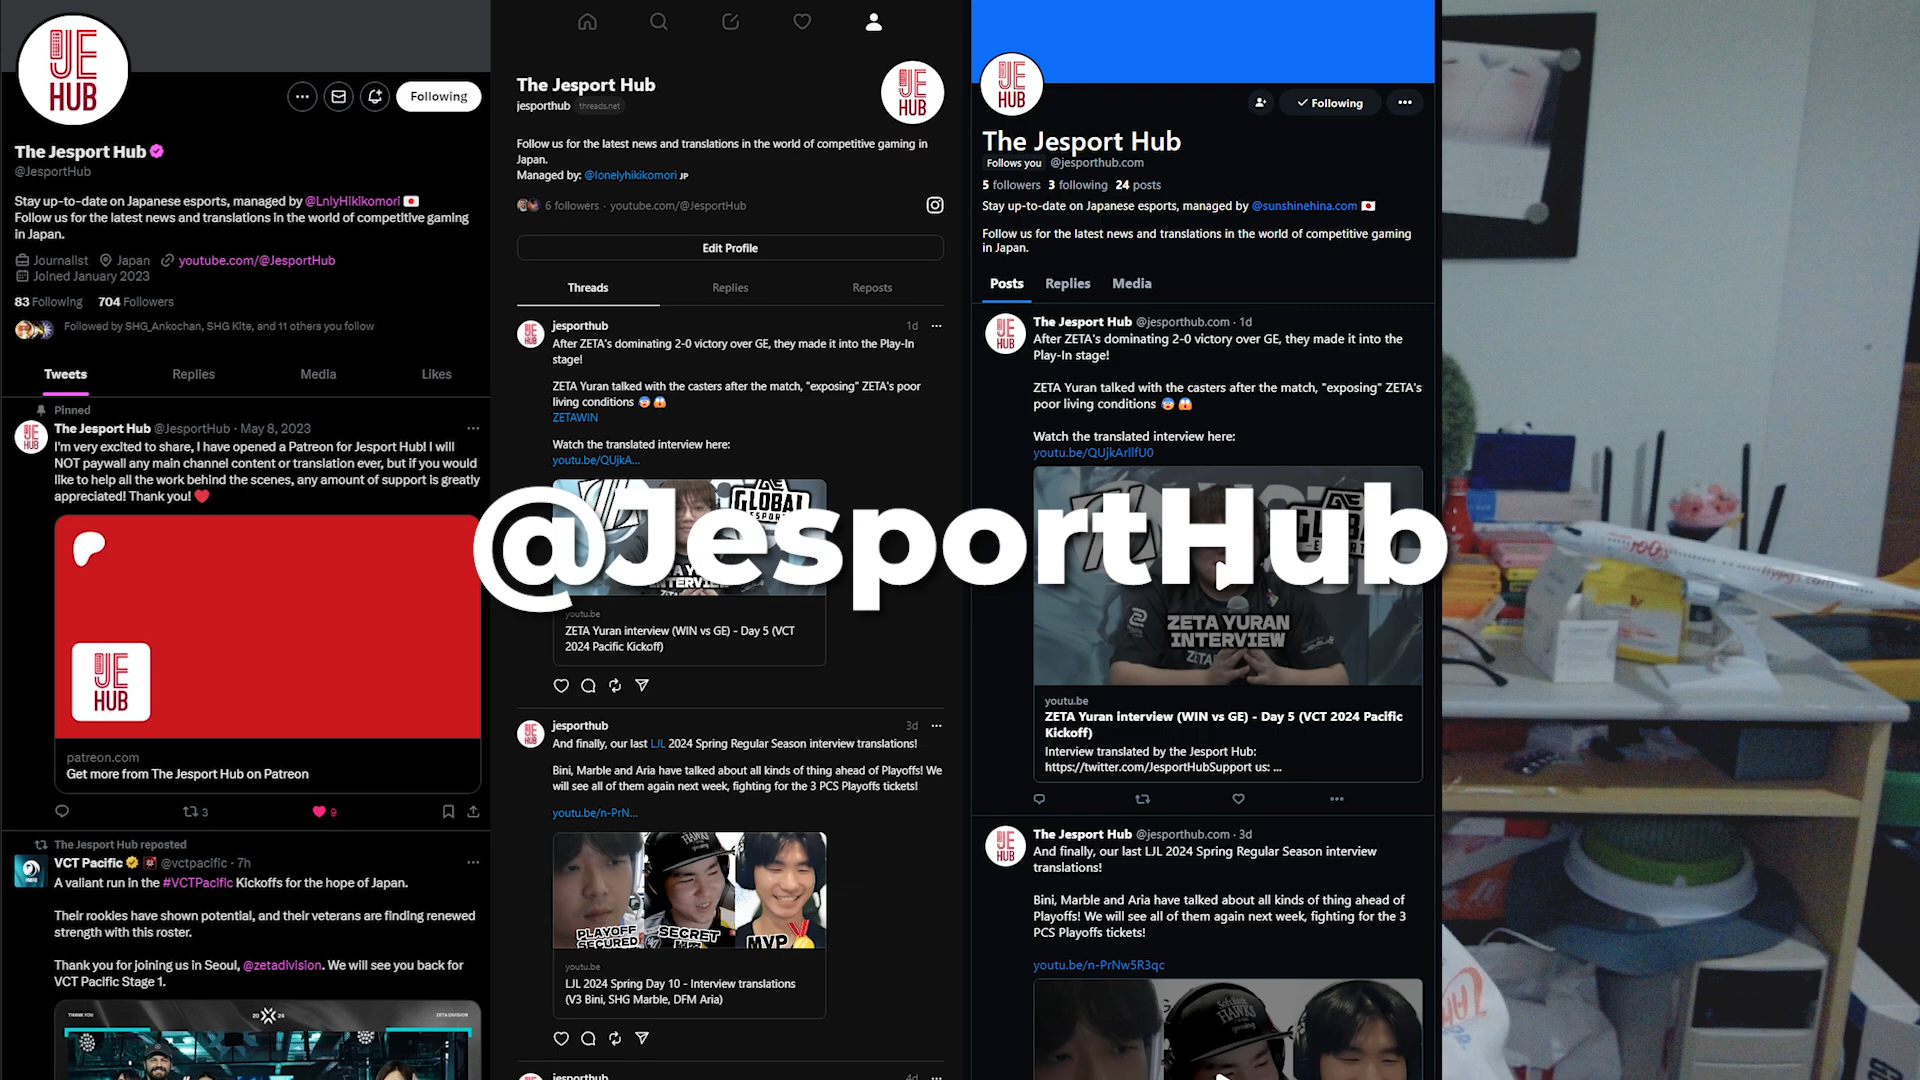 JE
HUB
Following
The Jesport Hub
@JesportHub
Stay up-to-date on Japanese esports, managed by @LnlyHikikomori 🇯🇵
Follow us for the latest news and translations in the world of competitive gaming
in Japan.
Journalist Japan youtube.com/@JesportHub
Joined January 2023
83 Following 704 Followers
Followed by SHG_Ankochan, SHG Kite, and 11 others you follow
Tweets Replies Media Likes
Pinned
The Jesport Hub @JesportHub · May 8, 2023
I'm very excited to share, I have opened a Patreon for Jesport Hub! I will
NOT paywall any main channel content or translation ever, but if you would
like to help all the work behind the scenes, any amount of support is greatly
appreciated! Thank you! ❤️
JE
HUB
patreon.com
Get more from The Jesport Hub on Patreon
3 9
The Jesport Hub reposted
VCT Pacific @vctpacific · 7h
A valiant run in the #VCTPacific Kickoffs for the hope of Japan.
Their rookies have shown potential, and their veterans are finding renewed
strength with this roster.
Thank you for joining us in Seoul, @zetadivision. We will see you back for
VCT Pacific Stage 1.
THANK YOU
ZETA DIVISION
The Jesport Hub
jesporthub threads.net
JE
HUB
Follow us for the latest news and translations in the world of competitive gaming in
Japan.
Managed by: @lonelyhikikomori JP
6 followers · youtube.com/@JesportHub
Edit Profile
Threads Replies Reposts
jesporthub 1d
After ZETA's dominating 2-0 victory over GE, they made it into the Play-In
stage!
ZETA Yuran talked with the casters after the match, "exposing" ZETA's poor
living conditions 😨😱
ZETAWIN
Watch the translated interview here:
youtu.be/QUjkA...
GLOBAL
youtu.be
ZETA Yuran interview (WIN vs GE) - Day 5 (VCT
2024 Pacific Kickoff)
jesporthub 3d
And finally, our last LJL 2024 Spring Regular Season interview translations!
Bini, Marble and Aria have talked about all kinds of thing ahead of Playoffs! We
will see all of them again next week, fighting for the 3 PCS Playoffs tickets!
youtu.be/n-PrN...
HAWKS
PLAYOFF
SECURED
SECRET
MVP
youtu.be
LJL 2024 Spring Day 10 - Interview translations
(V3 Bini, SHG Marble, DFM Aria)
jesporthub 4d
@JesportHub
JE
HUB
Following
The Jesport Hub
Follows you @jesporthub.com
5 followers 3 following 24 posts
Stay up-to-date on Japanese esports, managed by @sunshinehina.com 🇯🇵
Follow us for the latest news and translations in the world of competitive gaming
in Japan.
Posts Replies Media
The Jesport Hub @jesporthub.com · 1d
After ZETA's dominating 2-0 victory over GE, they made it into the
Play-In stage!
ZETA Yuran talked with the casters after the match, "exposing" ZETA's
poor living conditions 😨😱
Watch the translated interview here:
youtu.be/QUjkArllfU0
ZETA YURAN
INTERVIEW
youtu.be
ZETA Yuran interview (WIN vs GE) - Day 5 (VCT 2024 Pacific
Kickoff)
Interview translated by the Jesport Hub:
https://twitter.com/JesportHubSupport us: ...
The Jesport Hub @jesporthub.com · 3d
And finally, our last LJL 2024 Spring Regular Season interview
translations!
Bini, Marble and Aria have talked about all kinds of thing ahead of
Playoffs! We will see all of them again next week, fighting for the 3
PCS Playoffs tickets!
youtu.be/n-PrNw5R3qc
HAWKS